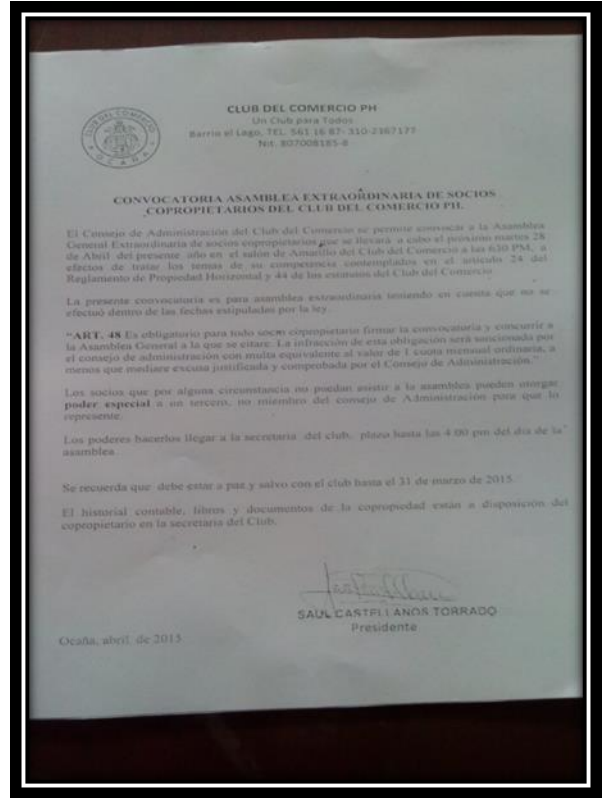 CLUB DEL COMERCIO
OCAÑA
CLUB DEL COMERCIO PH
Un Club para Todos
Barrio el Lago, TEL. 561 16 87- 310-2367177
Nit. 807008185-8
CONVOCATORIA ASAMBLEA EXTRAORDINARIA DE SOCIOS
COPROPIETARIOS DEL CLUB DEL COMERCIO PH.
El Consejo de Administración del Club del Comercio se permite convocar a la Asamblea
General Extraordinaria de socios copropietarios que se llevará a cabo el próximo martes 28
de Abril del presente año en el salón de Amarillo del Club del Comercio a las 630 PM, a
efectos de tratar los temas de su competencia contemplados en el artículo 24 del
Reglamento de Propiedad Horizontal y 44 de los estatutos del Club del Comercio.
La presente convocatoria es para asamblea extraordinaria teniendo en cuenta que no se
efectuó dentro de las fechas estipuladas por la ley.
"ART. 48 Es obligatorio para todo socio copropietario firmar la convocatoria y concurrir a
la Asamblea General a la que se citare. La infracción de esta obligación será sancionada por
el consejo de administración con multa equivalente al valor de 1 cuota mensual ordinaria, a
menos que mediare excusa justificada y comprobada por el Consejo de Administración."
Los socios que por alguna circunstancia no puedan asistir a la asamblea pueden otorgar
poder especial a un tercero, no miembro del consejo de Administración para que lo
represente.
Los poderes hacerlos llegar a la secretaria del club, plazo hasta las 4:00 pm del día de la
asamblea.
Se recuerda que debe estar a paz y salvo con el club hasta el 31 de marzo de 2015.
El historial contable, libros y documentos de la copropiedad están a disposición del
copropietario en la secretaria del Club.
SAUL CASTELLANOS TORRADO
Presidente
Ocaña, abril de 2015